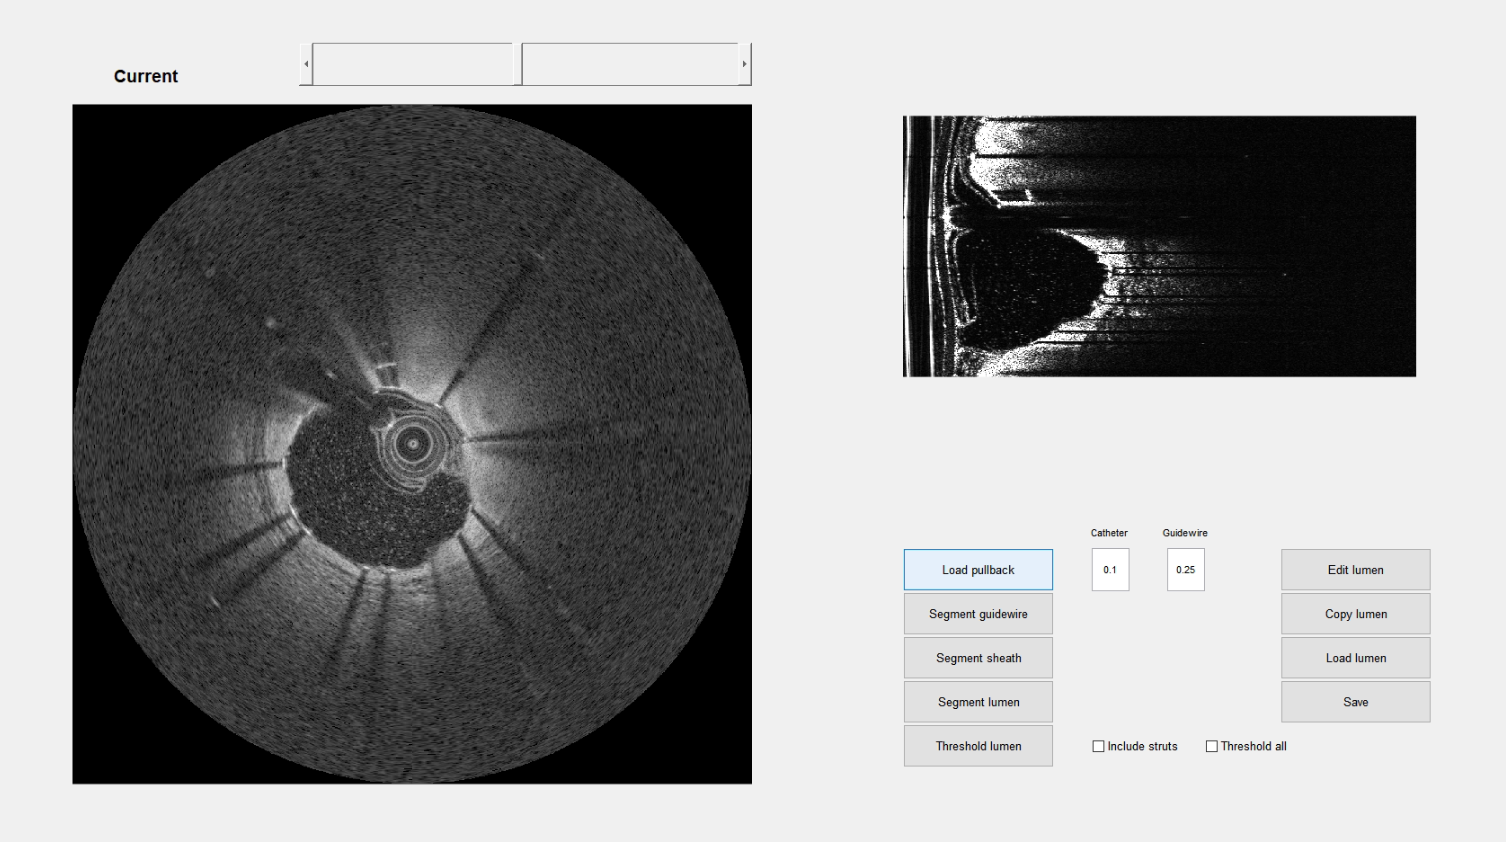 Current
Catheter Guidewire
Load pullback 0.1 0.25 Edit lumen
Segment guidewire Copy lumen
Segment sheath Load lumen
Segment lumen Save
Threshold lumen Include struts Threshold all